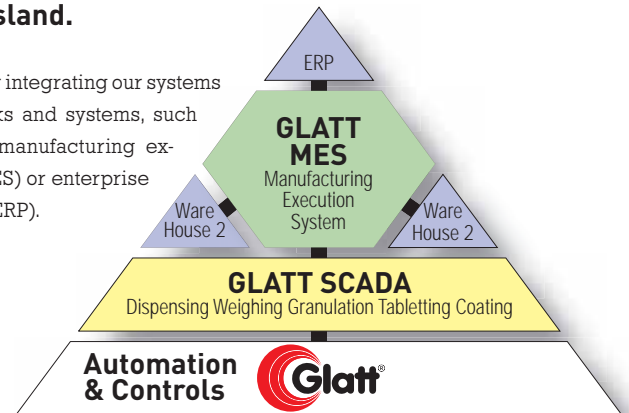 sland.
integrating our systems
ks and systems, such
manufacturing ex-
ES) or enterprise
ERP).
ERP
GLATT
MES
Manufacturing
Execution
System
Ware
House 2
Ware
House 2
GLATT SCADA
Dispensing Weighing Granulation Tabletting Coating
Automation
& Controls
Glatt®